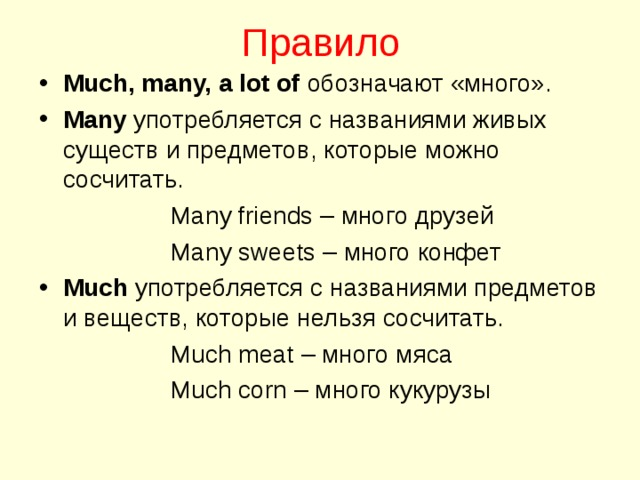 Правило
• Much, many, a lot of обозначают «много».
• Many употребляется с названиями живых
существ и предметов, которые можно
сосчитать.
Many friends – много друзей
Many sweets – много конфет
• Much употребляется с названиями предметов
и веществ, которые нельзя сосчитать.
Much meat – много мяса
Much corn – много кукурузы